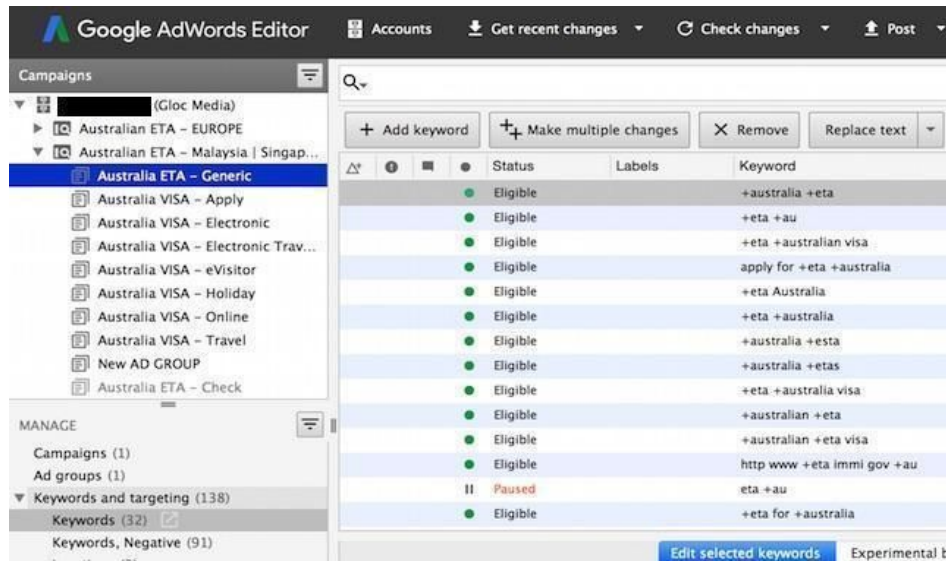 Google AdWords Editor
Accounts
Get recent changes
Check changes
Post
Campaigns
(Gloc Media)
Australian ETA – EUROPE
Australian ETA – Malaysia | Singap...
Australia ETA – Generic
Australia VISA – Apply
Australia VISA – Electronic
Australia VISA – Electronic Trav...
Australia VISA – eVisitor
Australia VISA – Holiday
Australia VISA – Online
Australia VISA – Travel
New AD GROUP
Australia ETA – Check
MANAGE
Campaigns (1)
Ad groups (1)
Keywords and targeting (138)
Keywords (32)
Keywords, Negative (91)
+ Add keyword
Make multiple changes
X Remove
Replace text
Status Labels Keyword
Eligible +australia +eta
Eligible +eta +au
Eligible +eta +australian visa
Eligible apply for +eta +australia
Eligible +eta Australia
Eligible +eta +australia
Eligible +australia +esta
Eligible +australia +etas
Eligible +eta +australia visa
Eligible +australian +eta
Eligible +australian +eta visa
Eligible http www +eta immi gov +au
Paused eta +au
Eligible +eta for +australia
Edit selected keywords
Experimental